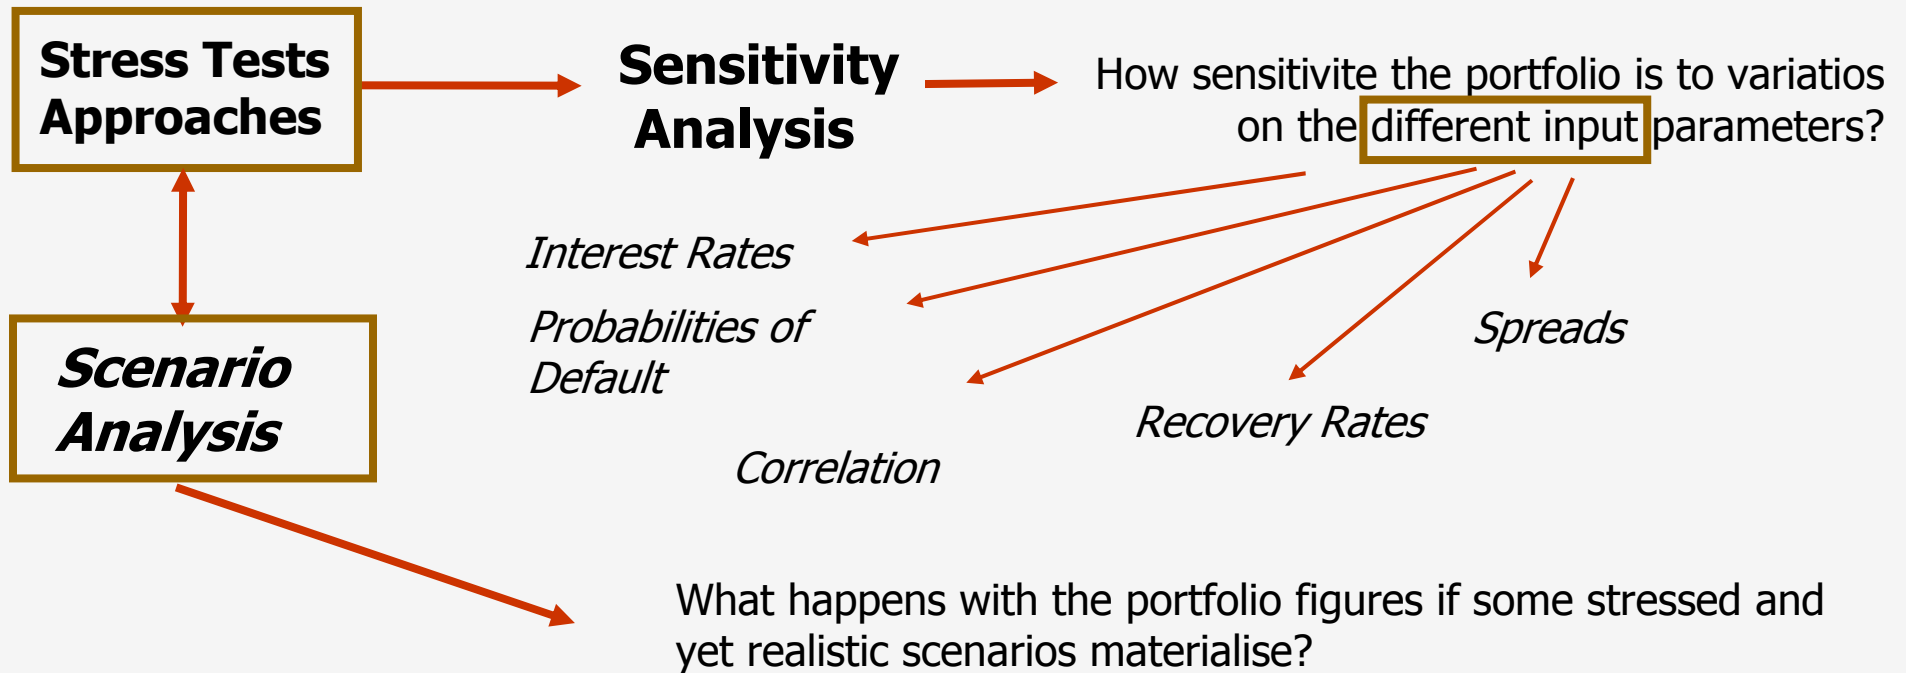 Stress Tests
Approaches
Sensitivity
Analysis
How sensitivite the portfolio is to variatios
on the different input parameters?
Interest Rates
Probabilities of
Default
Spreads
Recovery Rates
Correlation
Scenario
Analysis
What happens with the portfolio figures if some stressed and
yet realistic scenarios materialise?